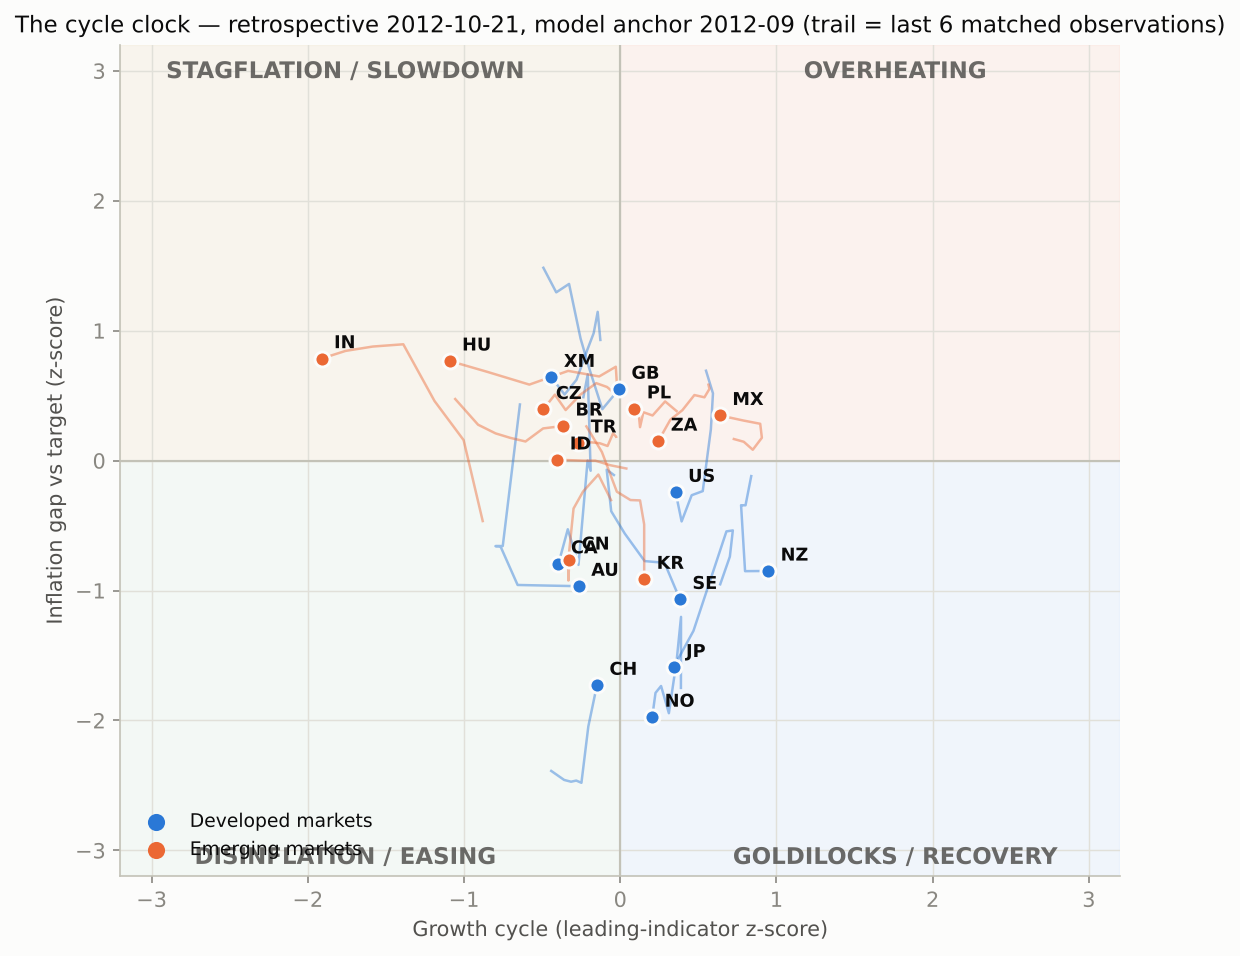 The cycle clock — retrospective 2012-10-21, model anchor 2012-09 (trail = last 6 matched observations)
STAGFLATION / SLOWDOWN
OVERHEATING
3
2
1
0
−1
−2
−3
Inflation gap vs target (z-score)
IN
HU
XM
GB
CZ
PL
MX
BR
TR
ZA
ID
US
CN
CA
NZ
AU
KR
SE
JP
CH
NO
Developed markets
Emerging markets
DISINFLATION / EASING
GOLDILOCKS / RECOVERY
−3
−2
−1
0
1
2
3
Growth cycle (leading-indicator z-score)